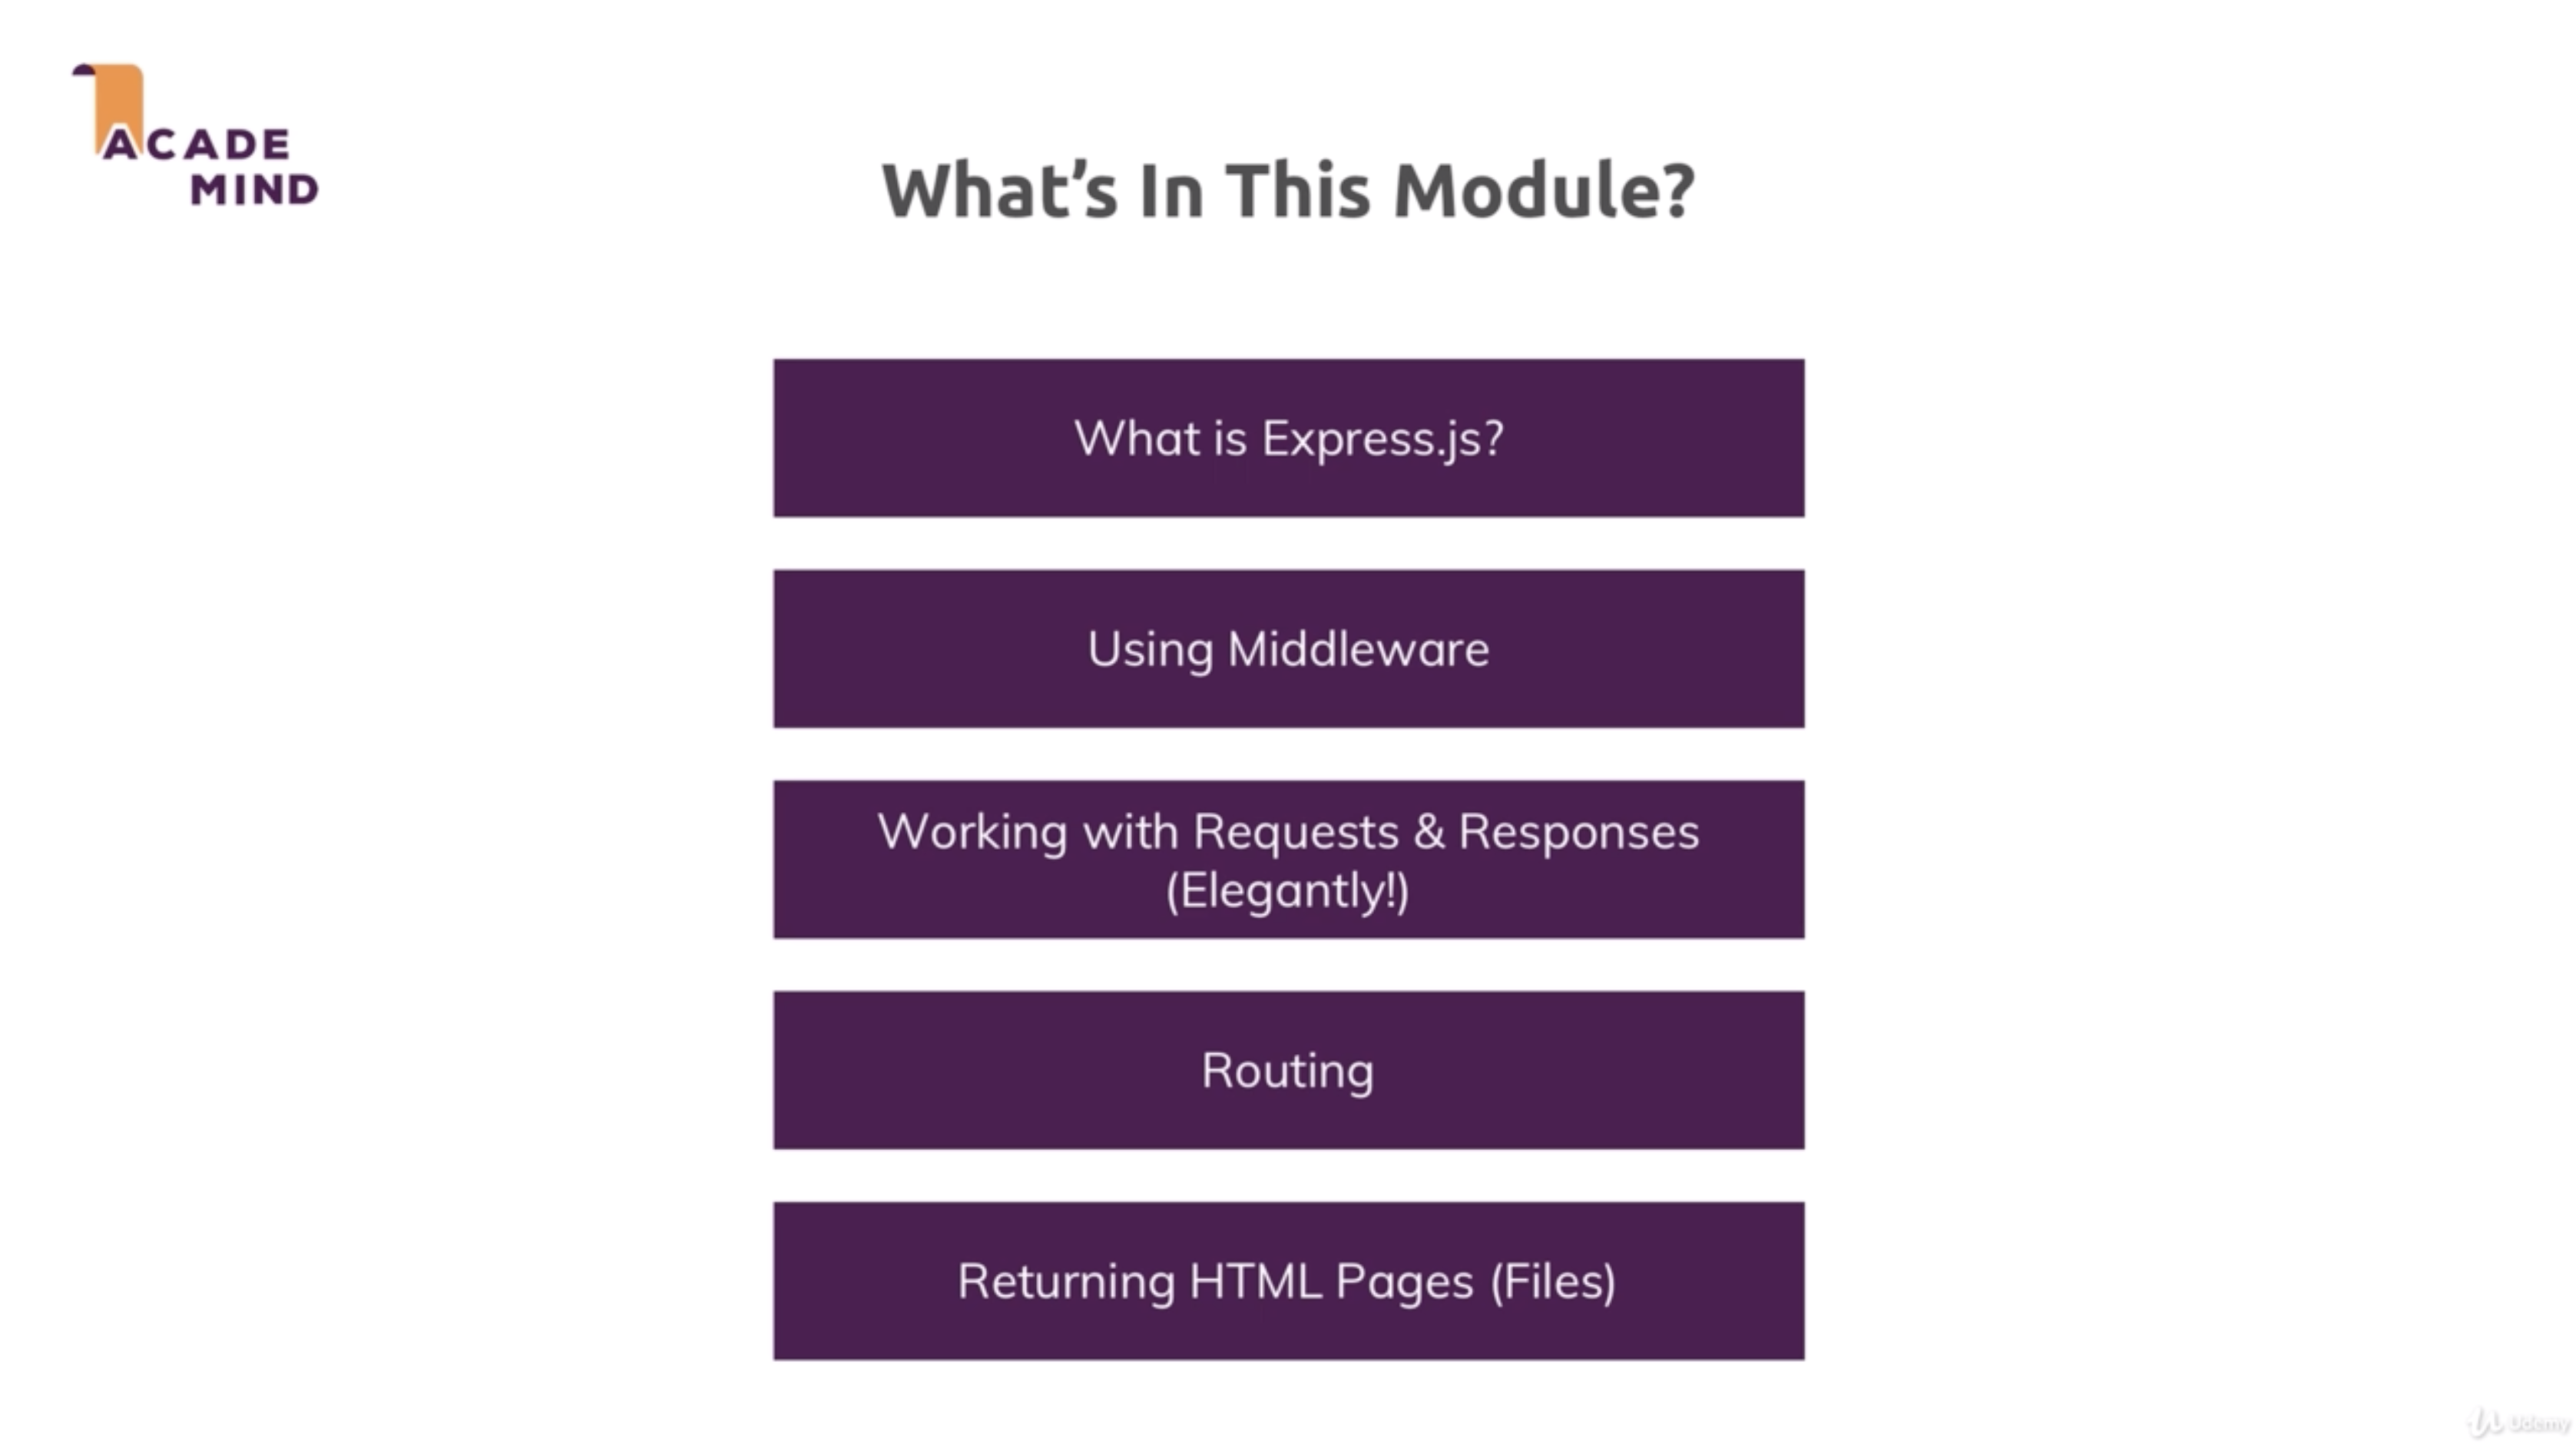 ACADE
MIND
What’s In This Module?
What is Express.js?
Using Middleware
Working with Requests & Responses
(Elegantly!)
Routing
Returning HTML Pages (Files)
Udemy